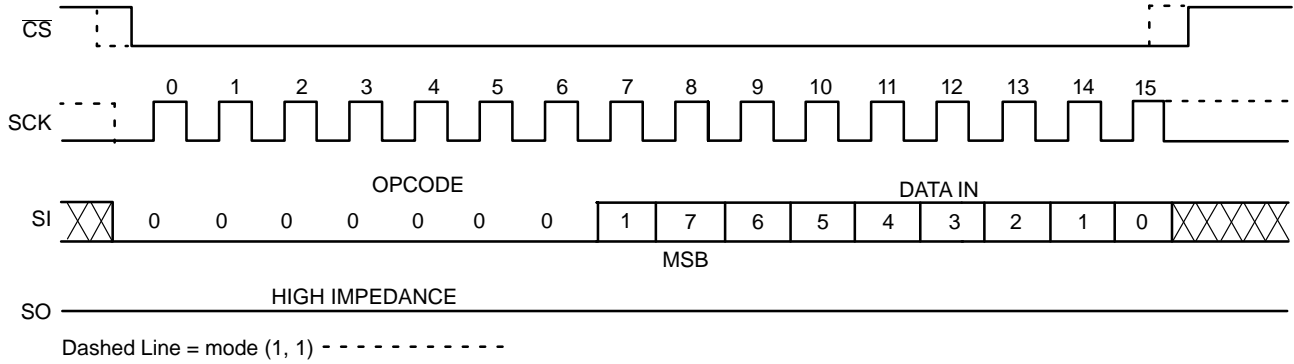 CS
0 1 2 3 4 5 6 7 8 9 10 11 12 13 14 15
SCK
OPCODE DATA IN
SI 0 0 0 0 0 0 0 1 7 6 5 4 3 2 1 0
MSB
HIGH IMPEDANCE
SO
Dashed Line = mode (1, 1)